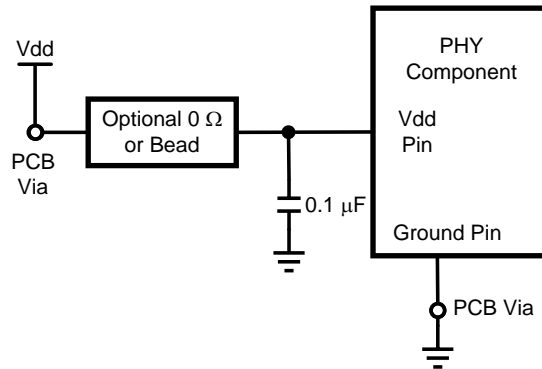 Vdd
PCB
Via
Optional 0 Ω
or Bead
0.1 μF
PHY
Component
Vdd
Pin
Ground Pin
PCB Via